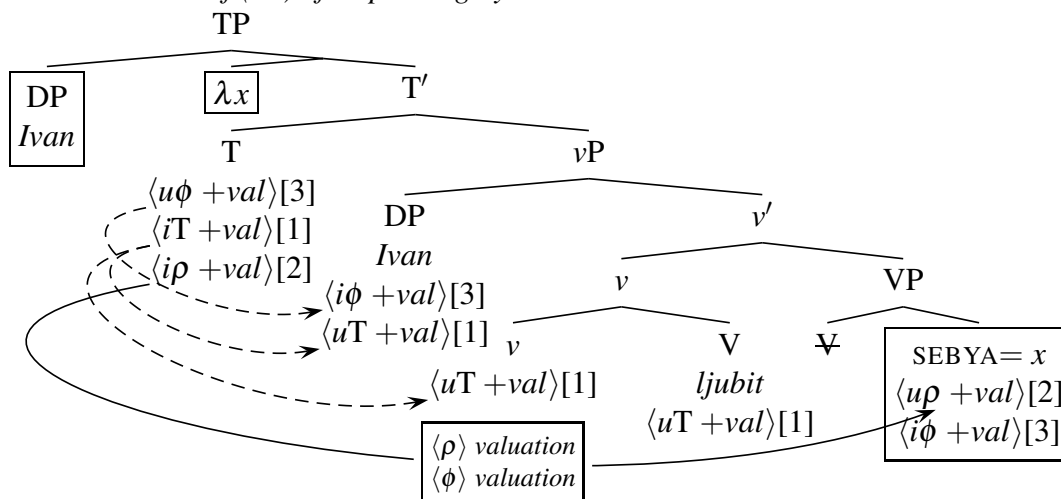 TP
DP
Ivan
λx
T′
T
vP
⟨uϕ +val⟩[3]
⟨iT +val⟩[1]
⟨iρ +val⟩[2]
DP
Ivan
⟨iϕ +val⟩[3]
⟨uT +val⟩[1]
v′
v
VP
v
⟨uT +val⟩[1]
V
ljubit
⟨uT +val⟩[1]
V
SEBYA= x
⟨uρ +val⟩[2]
⟨iϕ +val⟩[3]
⟨ρ⟩ valuation
⟨ϕ⟩ valuation